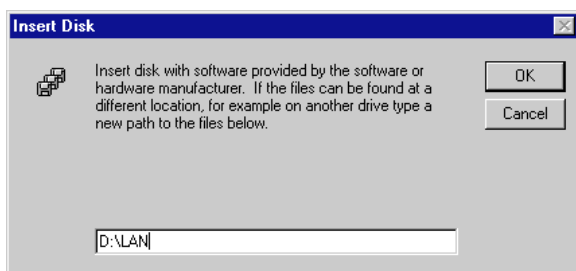 Insert Disk
Insert disk with software provided by the software or
hardware manufacturer. If the files can be found at a
different location, for example on another drive type a
new path to the files below.
OK
Cancel
D:\LAN